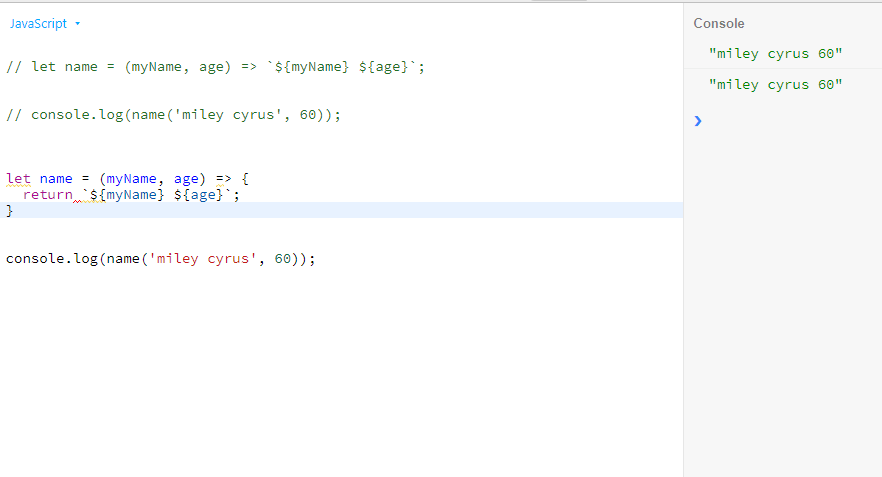 JavaScript
// let name = (myName, age) => `${myName} ${age}`;
// console.log(name('miley cyrus', 60));
let name = (myName, age) => {
  return `${myName} ${age}`;
}
console.log(name('miley cyrus', 60));
Console
"miley cyrus 60"
"miley cyrus 60"